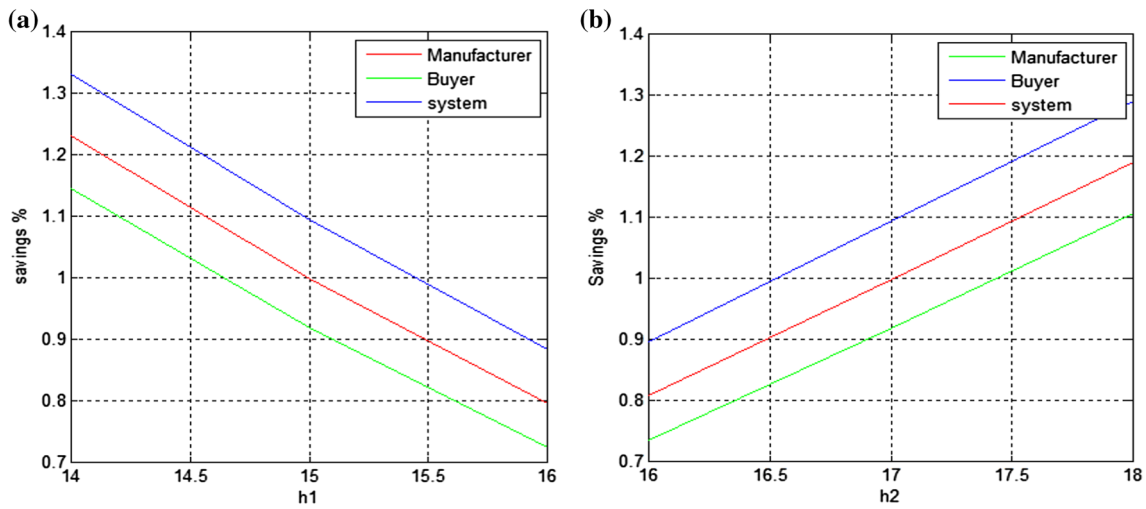 (a)
1.4
1.3
1.2
1.1
1
0.9
0.8
0.7
savings %
14
14.5
15
15.5
16
h1
Manufacturer
Buyer
system
(b)
1.4
1.3
1.2
1.1
1
0.9
0.8
0.7
Savings %
16
16.5
17
17.5
18
h2
Manufacturer
Buyer
system